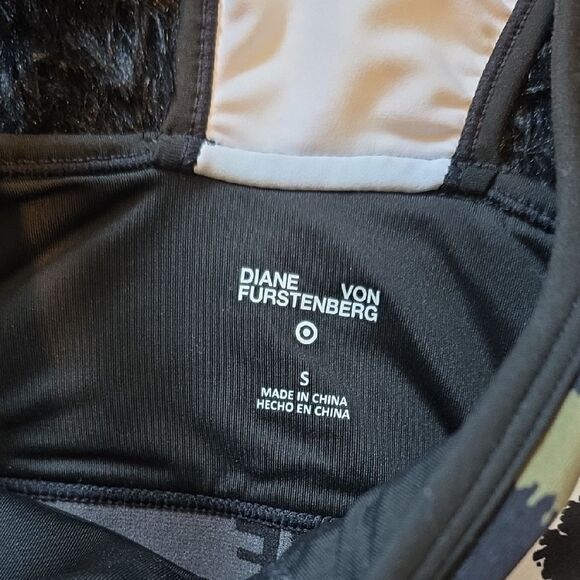 DIANE VON
FURSTENBERG
S
MADE IN CHINA
HECHO EN CHINA